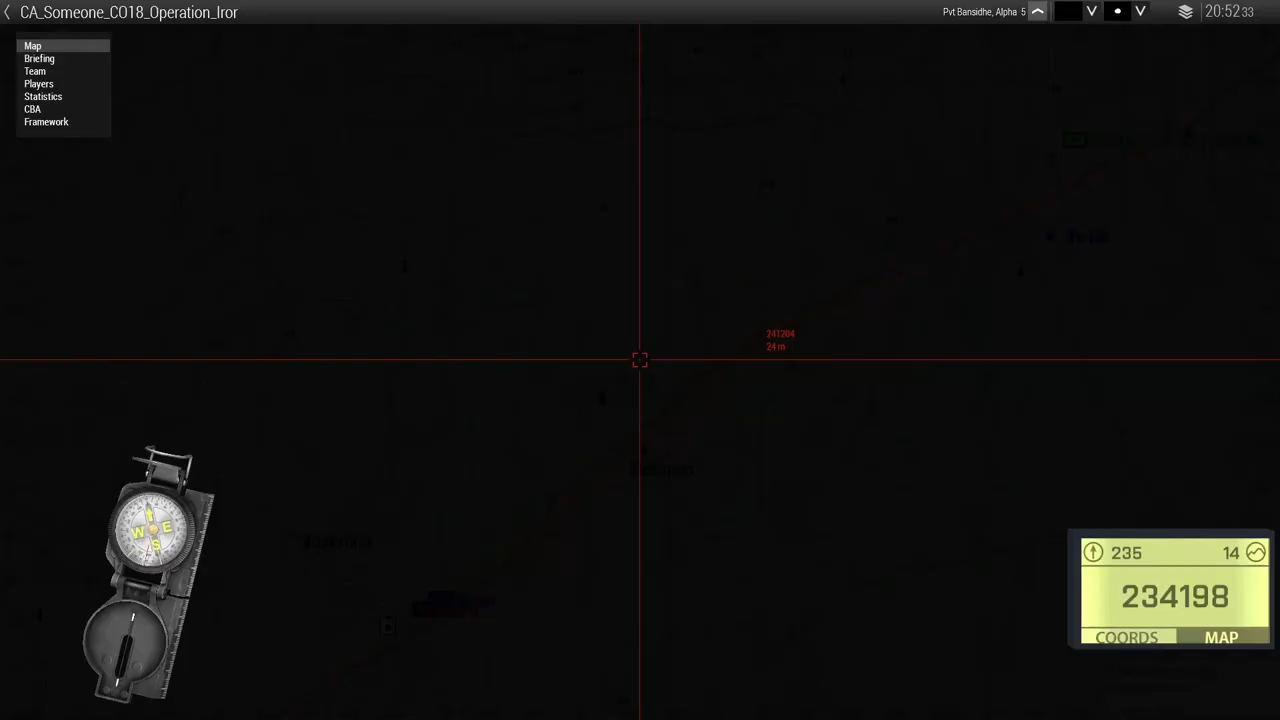 CA_Someone_CO18_Operation_Iror
Pvt Bansidhe, Alpha 5
20:52 33
Map
Briefing
Team
Players
Statistics
CBA
Framework
241204
24 m
W E
S
235 14
234198
COORDS MAP